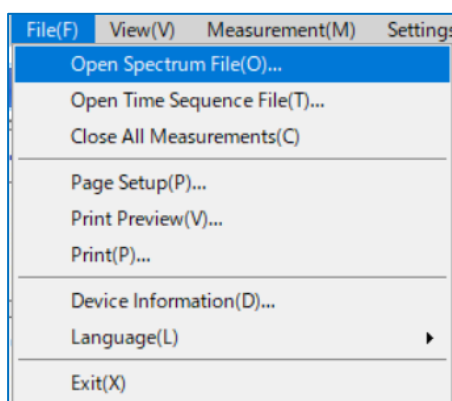 File(F) View(V) Measurement(M) Settings
Open Spectrum File(O)...
Open Time Sequence File(T)...
Close All Measurements(C)
Page Setup(P)...
Print Preview(V)...
Print(P)...
Device Information(D)...
Language(L)
Exit(X)